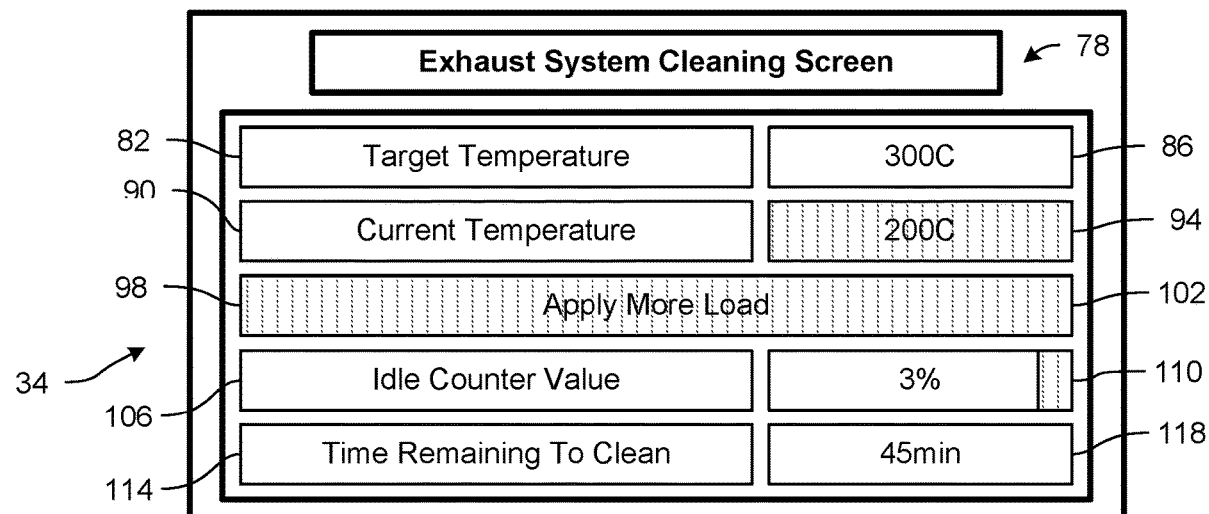 Exhaust System Cleaning Screen
78
82
Target Temperature
300C
86
90
Current Temperature
200C
94
98
Apply More Load
102
34
106
Idle Counter Value
3%
110
114
Time Remaining To Clean
45min
118